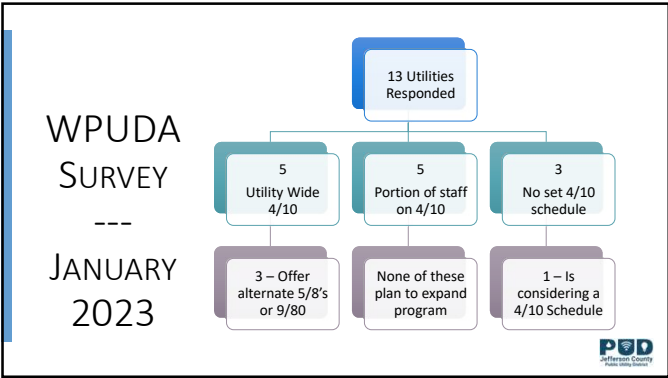 WPUDA
SURVEY
---
JANUARY
2023
13 Utilities
Responded
5
Utility Wide
4/10
5
Portion of staff
on 4/10
3
No set 4/10
schedule
3 – Offer
alternate 5/8's
or 9/80
None of these
plan to expand
program
1 – Is
considering a
4/10 Schedule
PUD
Jefferson County
Public Utility District